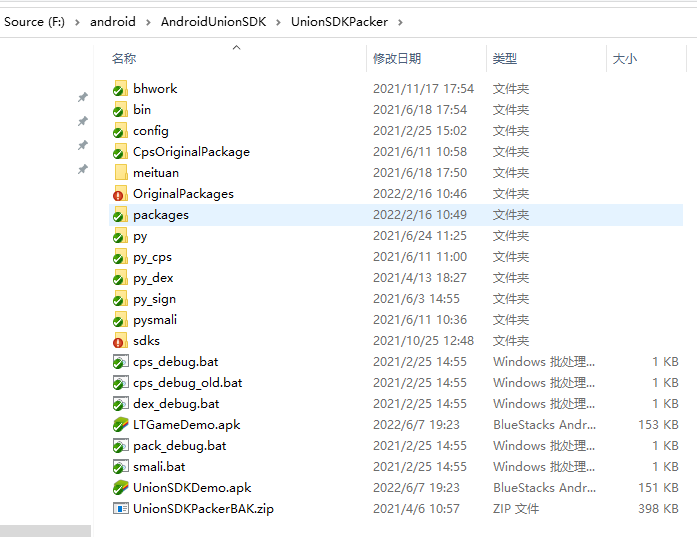 Source (F:) > android > AndroidUnionSDK > UnionSDKPacker >
名称 修改日期 类型 大小
bhwork 2021/11/17 17:54 文件夹
bin 2021/6/18 17:54 文件夹
config 2021/2/25 15:02 文件夹
CpsOriginalPackage 2021/6/11 10:58 文件夹
meituan 2021/6/18 17:50 文件夹
OriginalPackages 2022/2/16 10:46 文件夹
packages 2022/2/16 10:49 文件夹
py 2021/6/24 11:25 文件夹
py_cps 2021/6/11 11:00 文件夹
py_dex 2021/4/13 18:27 文件夹
py_sign 2021/6/3 14:55 文件夹
pysmali 2021/6/11 10:36 文件夹
sdks 2021/10/25 12:48 文件夹
cps_debug.bat 2021/2/25 14:55 Windows 批处理... 1 KB
cps_debug_old.bat 2021/2/25 14:55 Windows 批处理... 1 KB
dex_debug.bat 2021/2/25 14:55 Windows 批处理... 1 KB
LTGameDemo.apk 2022/6/7 19:23 BlueStacks Andr... 153 KB
pack_debug.bat 2021/2/25 14:55 Windows 批处理... 1 KB
smali.bat 2021/2/25 14:55 Windows 批处理... 1 KB
UnionSDKDemo.apk 2022/6/7 19:23 BlueStacks Andr... 151 KB
UnionSDKPackerBAK.zip 2021/4/6 10:57 ZIP 文件 398 KB